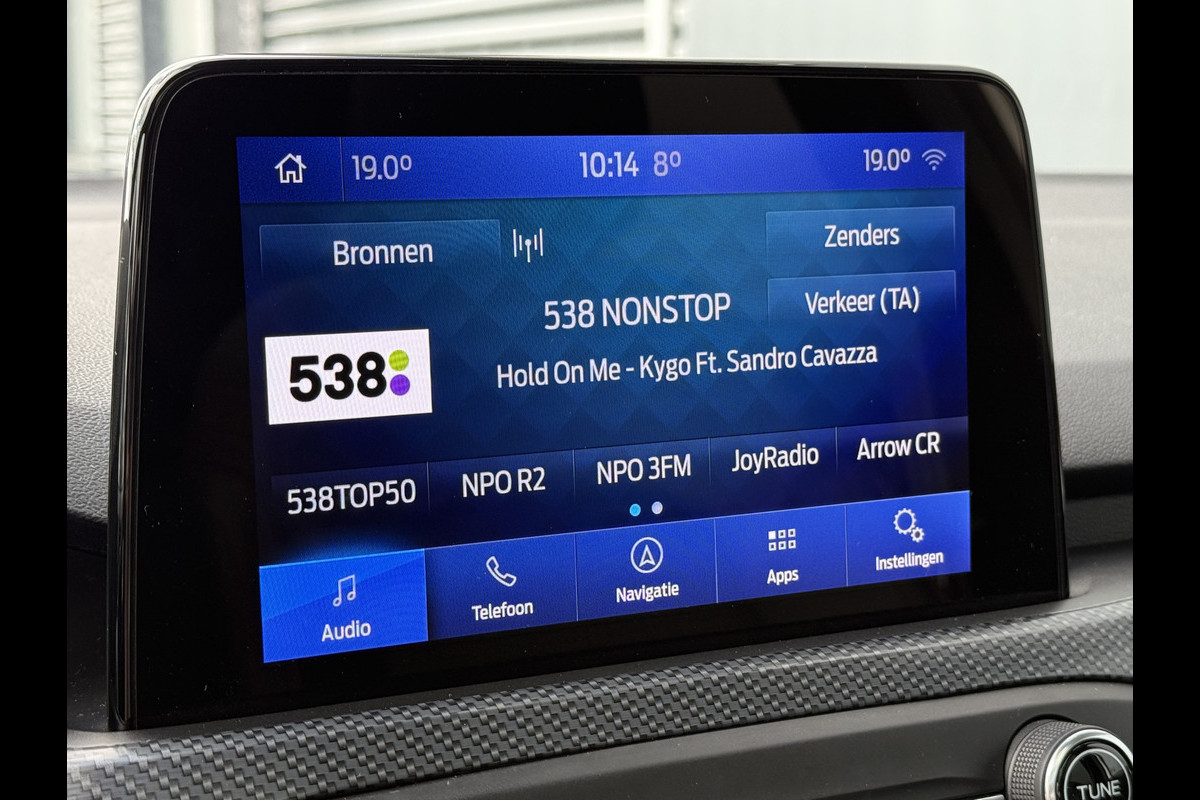 19.0° 10:14 8° 19.0°
Bronnen
Zenders
538 NONSTOP
Verkeer (TA)
538
Hold On Me - Kygo Ft. Sandro Cavazza
538TOP50 NPO R2 NPO 3FM JoyRadio Arrow CR
Audio Telefoon Navigatie Apps Instellingen
TUNE